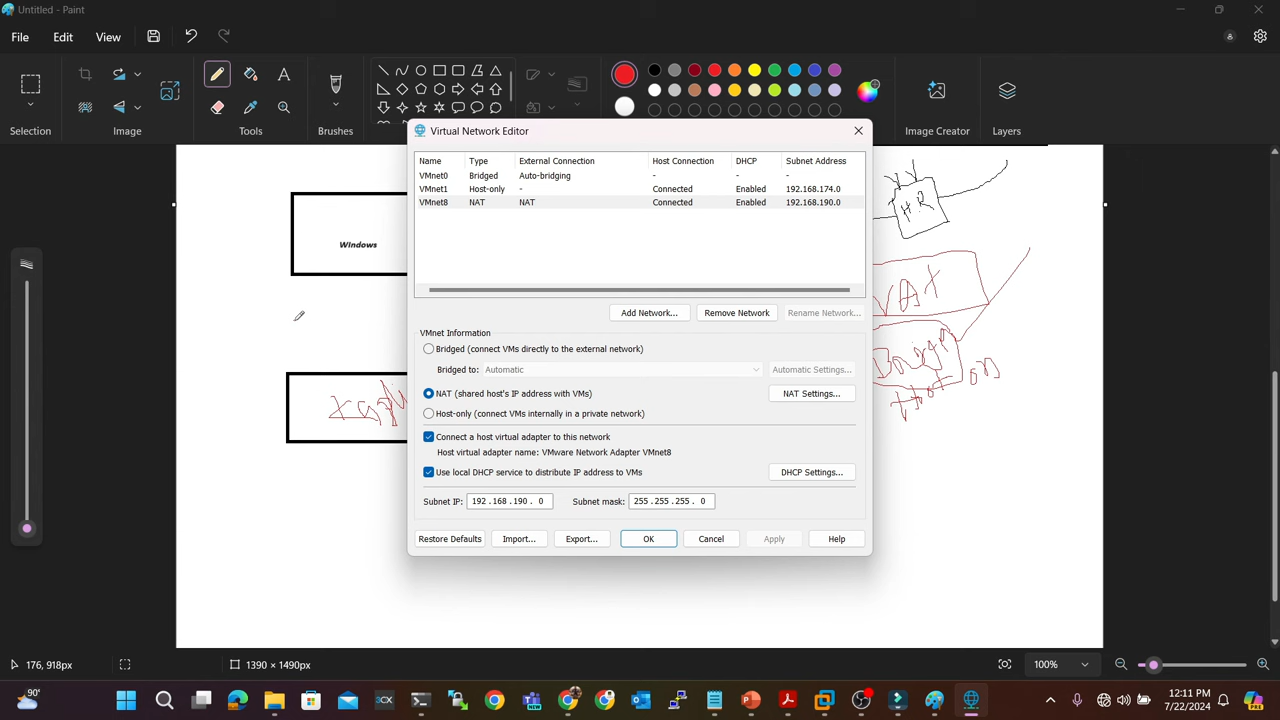 Untitled - Paint
File Edit View
Selection Image Tools Brushes Image Creator Layers
Virtual Network Editor
Name Type External Connection Host Connection DHCP Subnet Address
VMnet0 Bridged Auto-bridging - - -
VMnet1 Host-only - Connected Enabled 192.168.174.0
VMnet8 NAT NAT Connected Enabled 192.168.190.0
H.R
Windows
NAT
Add Network... Remove Network Rename Network...
VMnet Information
Bridged (connect VMs directly to the external network)
Bridged to: Automatic Automatic Settings...
NAT (shared host's IP address with VMs) NAT Settings...
Host-only (connect VMs internally in a private network)
Connect a host virtual adapter to this network
Host virtual adapter name: VMware Network Adapter VMnet8
Use local DHCP service to distribute IP address to VMs DHCP Settings...
Subnet IP: 192.168.190. 0 Subnet mask: 255.255.255. 0
Restore Defaults Import... Export... OK Cancel Apply Help
176, 918px 1390 × 1490px 100%
90° 12:11 PM
7/22/2024